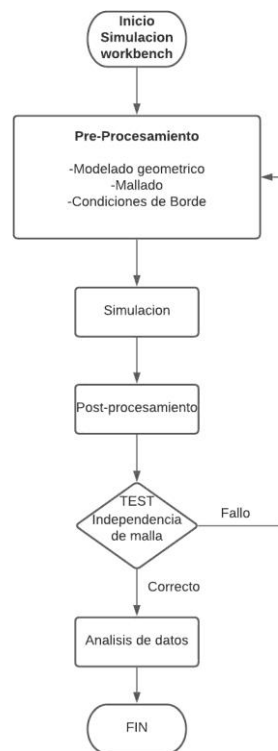 Inicio
Simulacion
workbench
Pre-Procesamiento
-Modelado geometrico
-Mallado
-Condiciones de Borde
Simulacion
Post-procesamiento
TEST
Independencia
de malla
Fallo
Correcto
Analisis de datos
FIN